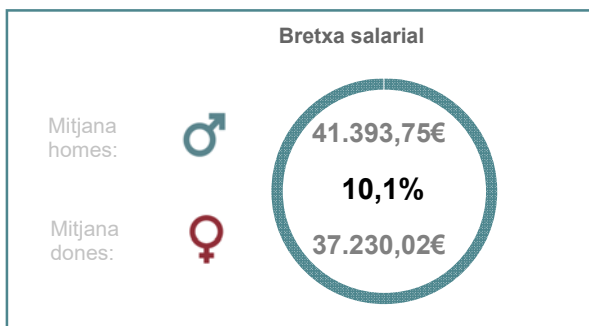 Bretxa salarial
Mitjana
homes:
41.393,75€
10,1%
Mitjana
dones:
37.230,02€